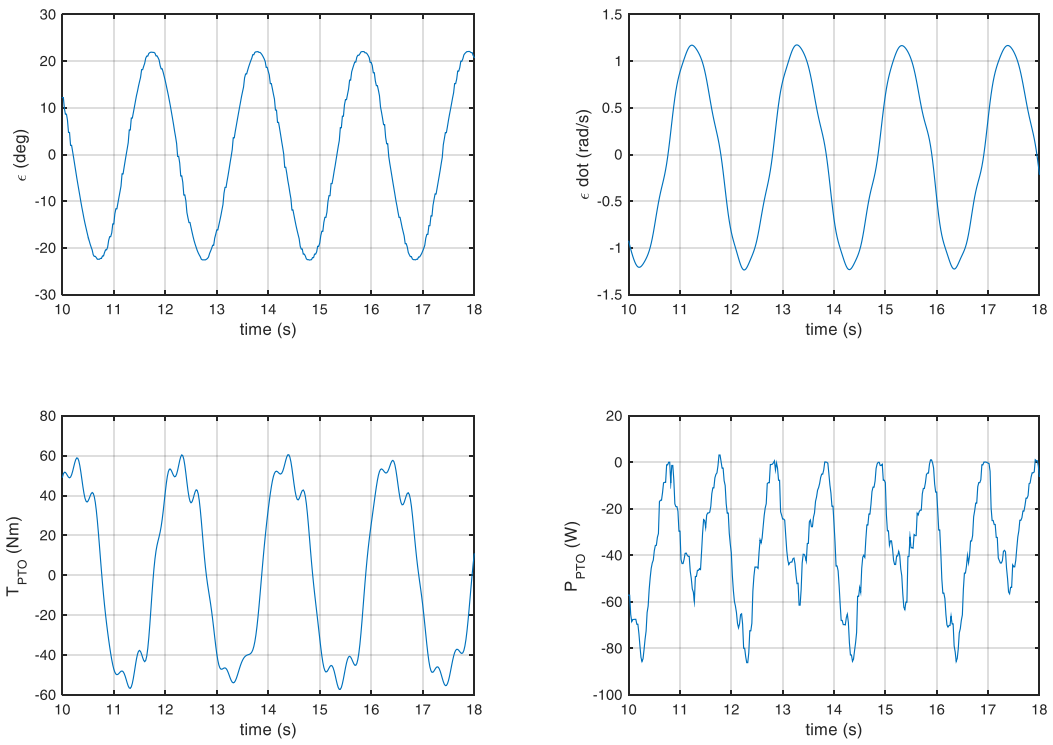 30
20
10
0
-10
-20
-30
ϵ (deg)
10 11 12 13 14 15 16 17 18
time (s)
1.5
1
0.5
0
-0.5
-1
-1.5
ϵ dot (rad/s)
10 11 12 13 14 15 16 17 18
time (s)
80
60
40
20
0
-20
-40
-60
T_PTO (Nm)
10 11 12 13 14 15 16 17 18
time (s)
20
0
-20
-40
-60
-80
-100
P_PTO (W)
10 11 12 13 14 15 16 17 18
time (s)